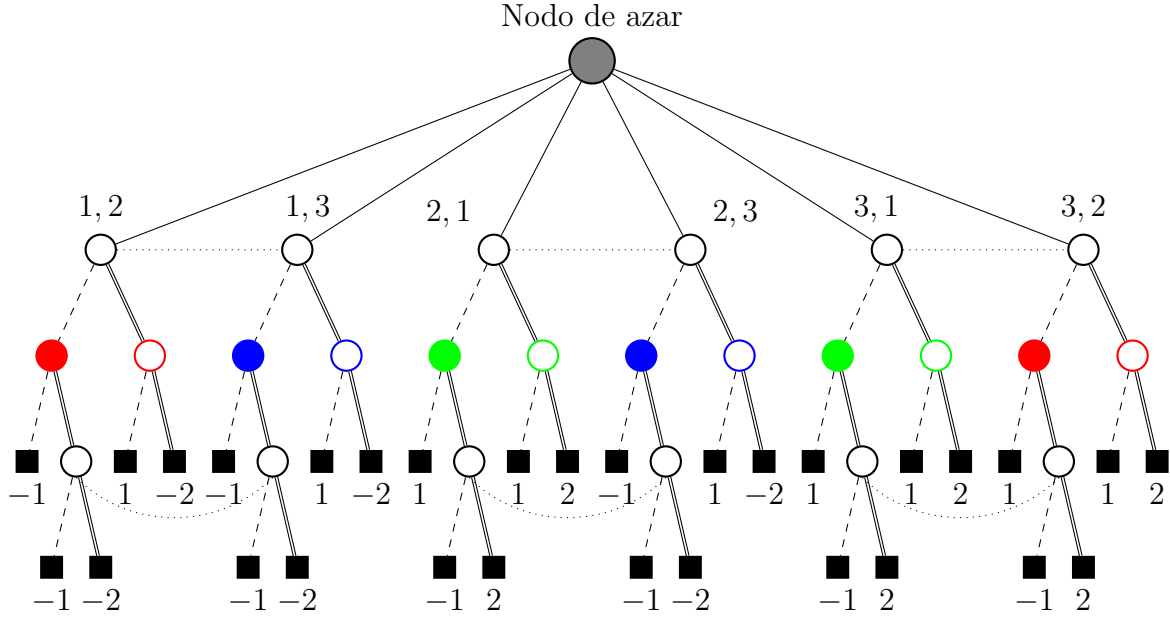 Nodo de azar
1, 2 1, 3 2, 1 2, 3 3, 1 3, 2
−1 1 −2 −1 1 −2 1 1 2 −1 1 −2 1 1 2 1 1 2
−1 −2 −1 −2 −1 2 −1 −2 −1 2 −1 2